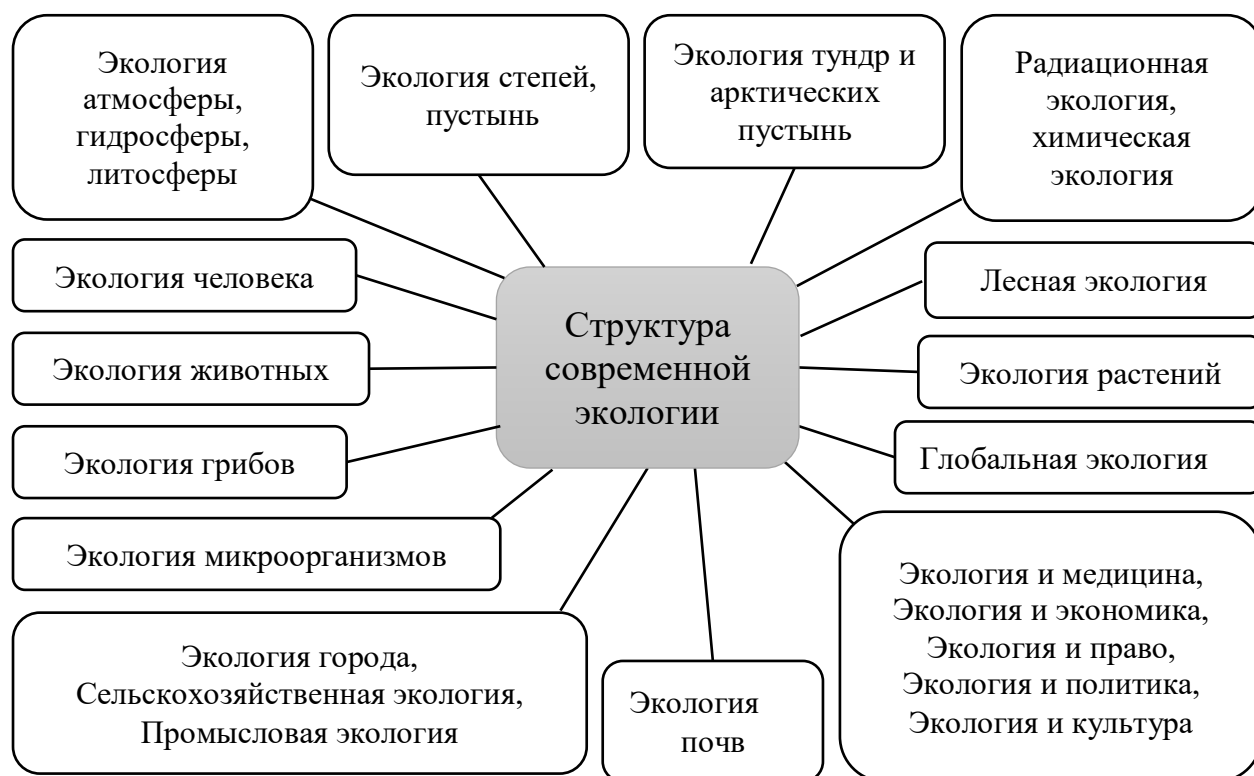 Экология
атмосферы,
гидросферы,
литосферы
Экология степей,
пустынь
Экология тундр и
арктических
пустынь
Радиационная
экология,
химическая
экология
Экология человека
Экология животных
Экология грибов
Экология микроорганизмов
Структура
современной
экологии
Лесная экология
Экология растений
Глобальная экология
Экология города,
Сельскохозяйственная экология,
Промысловая экология
Экология
почв
Экология и медицина,
Экология и экономика,
Экология и право,
Экология и политика,
Экология и культура